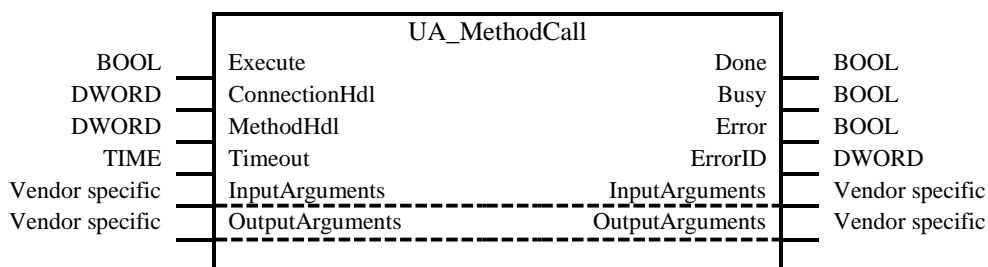 UA_MethodCall
BOOL Execute Done BOOL
DWORD ConnectionHdl Busy BOOL
DWORD MethodHdl Error BOOL
TIME Timeout ErrorID DWORD
Vendor specific InputArguments InputArguments Vendor specific
Vendor specific OutputArguments OutputArguments Vendor specific